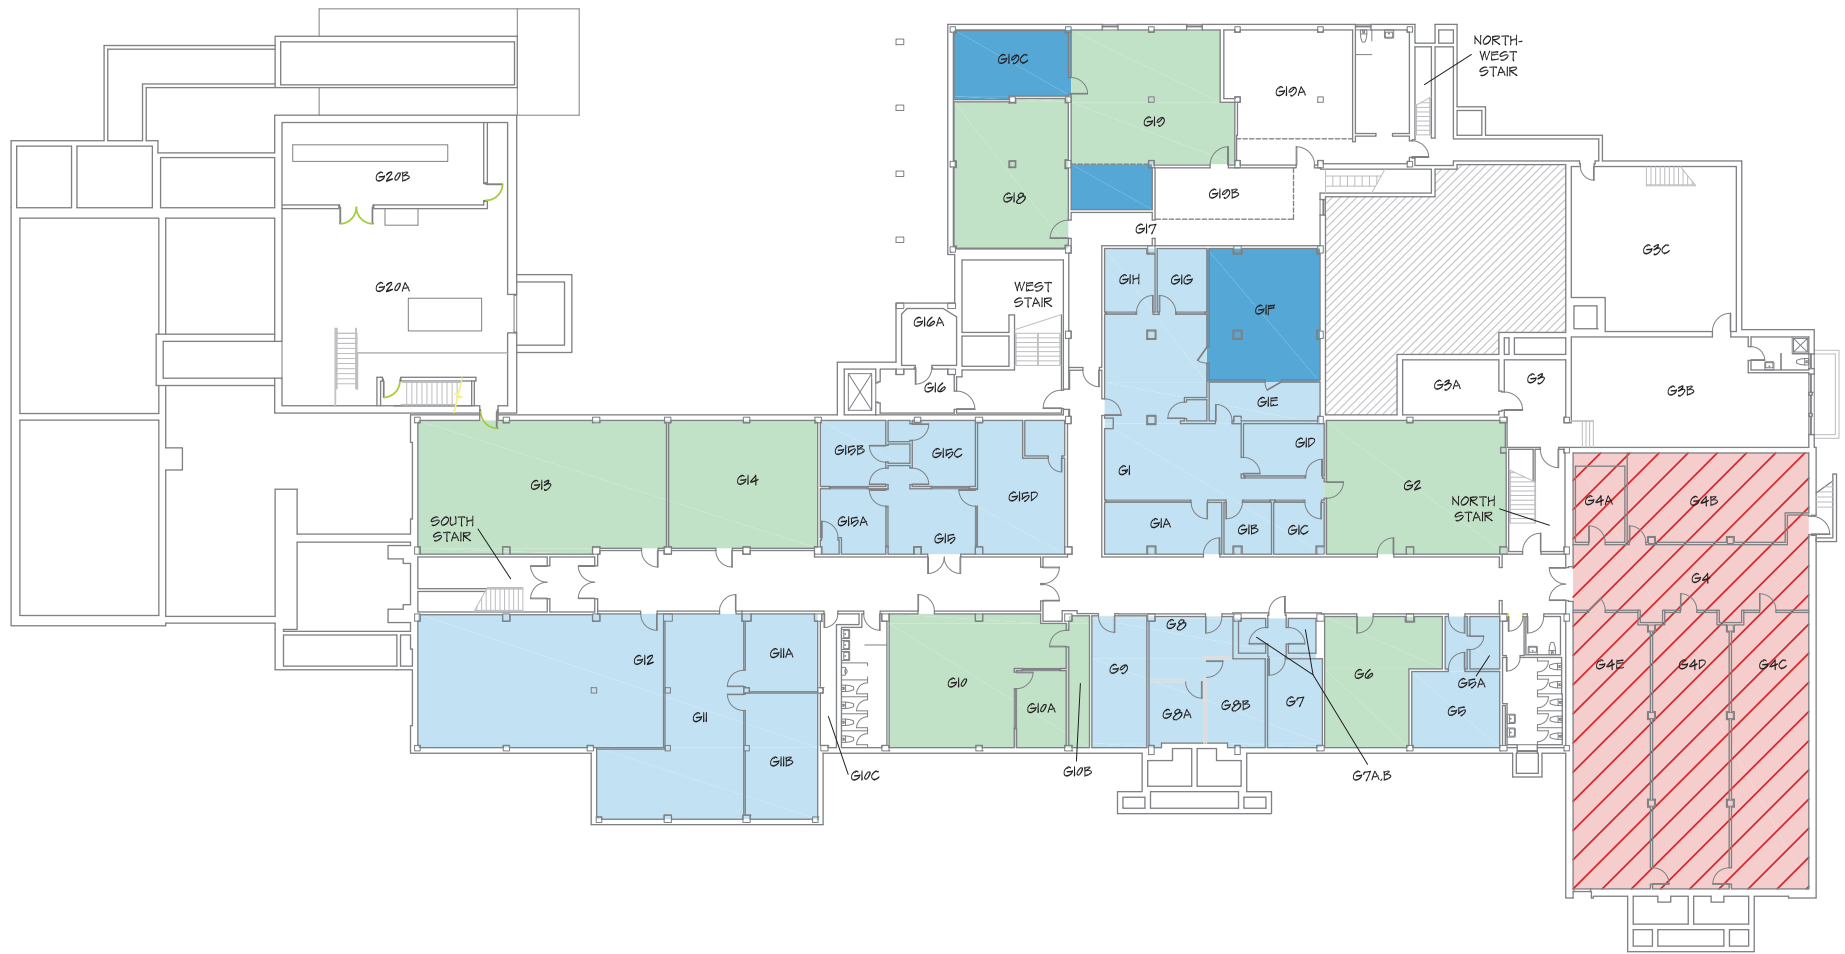 G19C
NORTH-
WEST
STAIR
G19A
G19
G20B
G18
G19B
G17
G3C
G1H
G1G
G20A
WEST
STAIR
G1F
G16A
G16
G3A
G3
G3B
G1E
G15B
G15C
G1D
G13
G14
G1
G2
G15D
G4A
G4B
NORTH
STAIR
SOUTH
STAIR
G15A
G15
G1A
G1B
G1C
G4
G8
G12
G11A
G9
G4E
G4D
G4C
G10
G6
G5A
G10A
G7
G8A
G8B
G5
G11
G11B
G10C
G10B
G7A,B